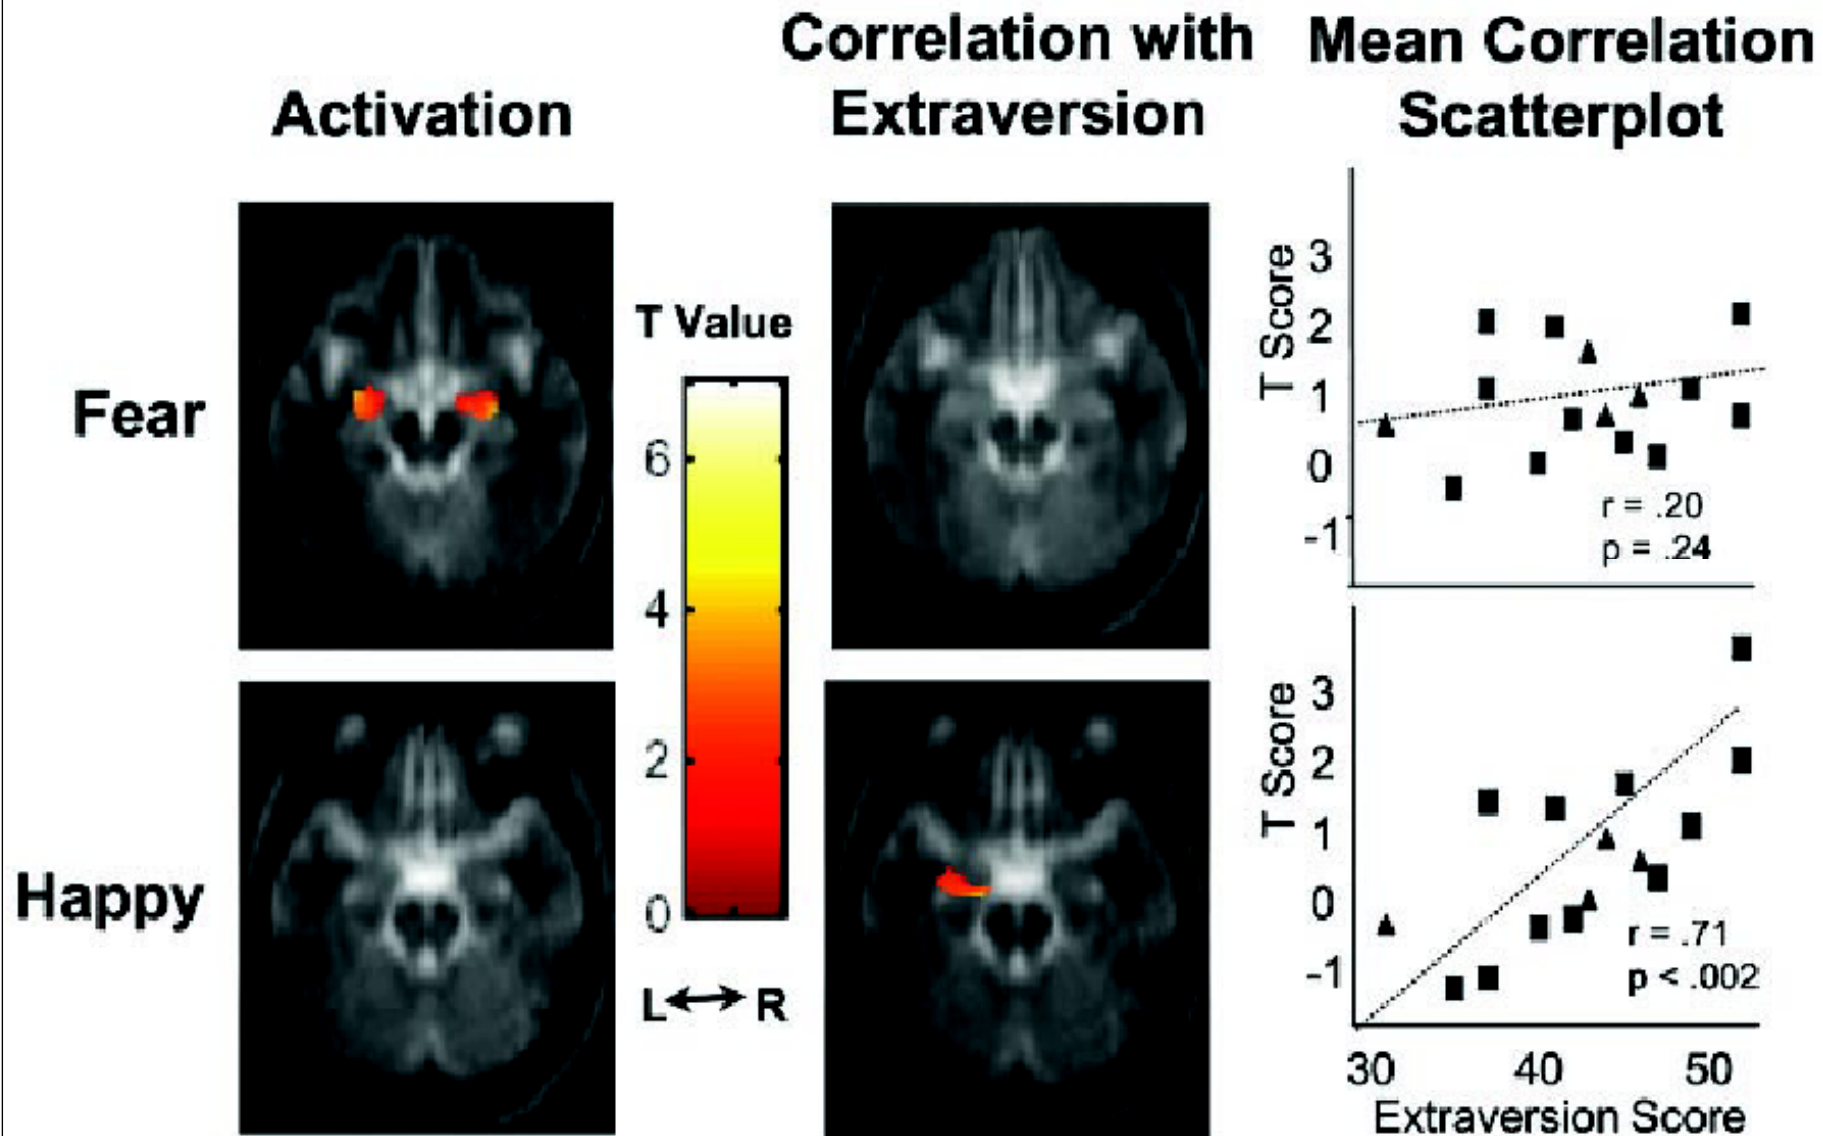 Activation
Correlation with
Extraversion
Mean Correlation
Scatterplot
Fear
T Value
6
4
2
0
L R
T Score
3
2
1
0
-1
r = .20
p = .24
Happy
T Score
3
2
1
0
-1
r = .71
p < .002
30 40 50
Extraversion Score